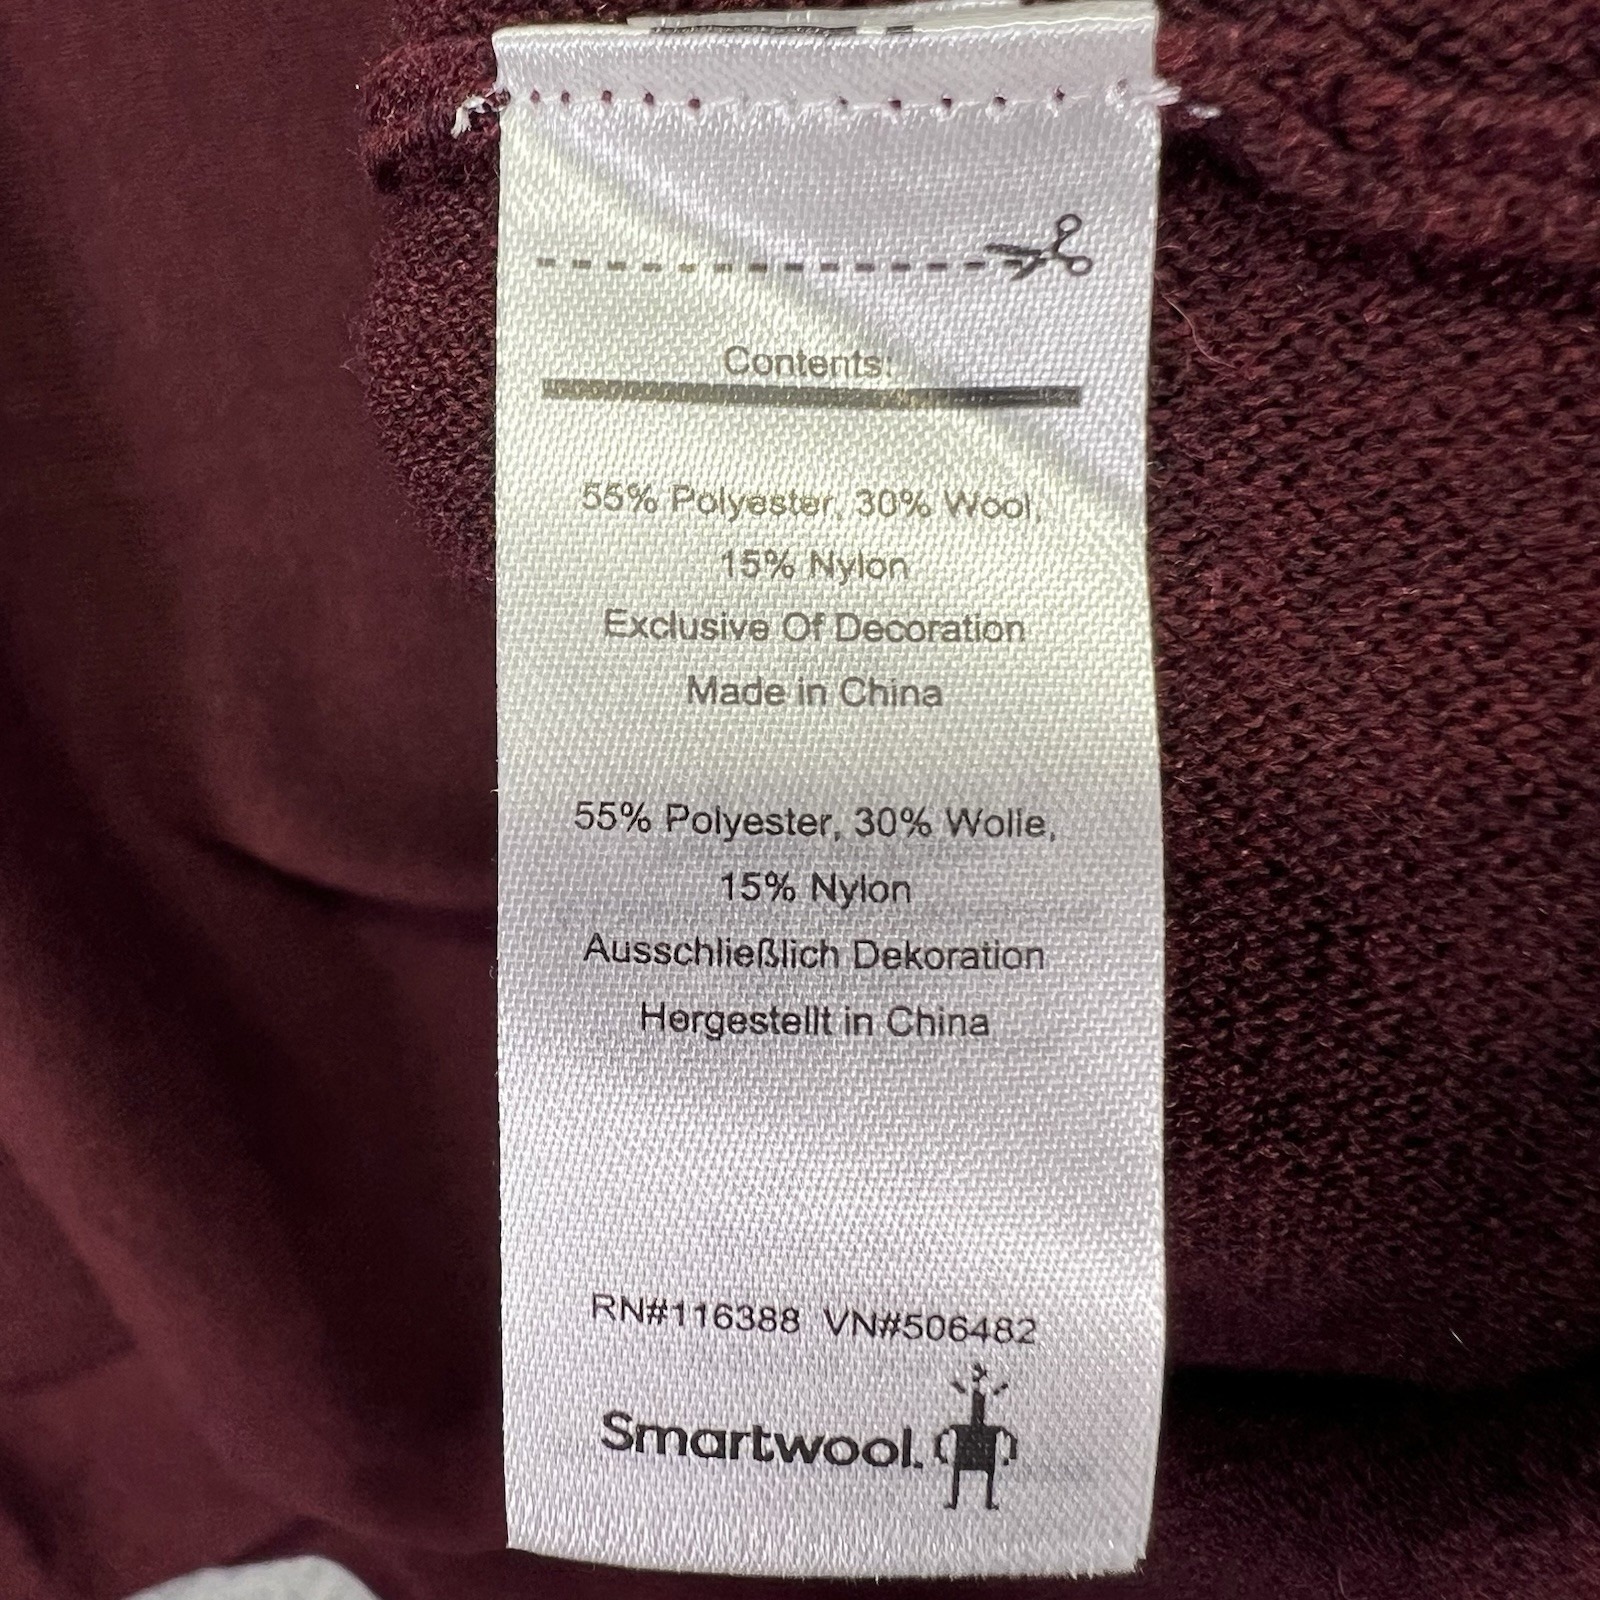 Contents:
55% Polyester, 30% Wool,
15% Nylon
Exclusive Of Decoration
Made in China
55% Polyester, 30% Wolle,
15% Nylon
Ausschließlich Dekoration
Hergestellt in China
RN#116388 VN#506482
Smartwool.